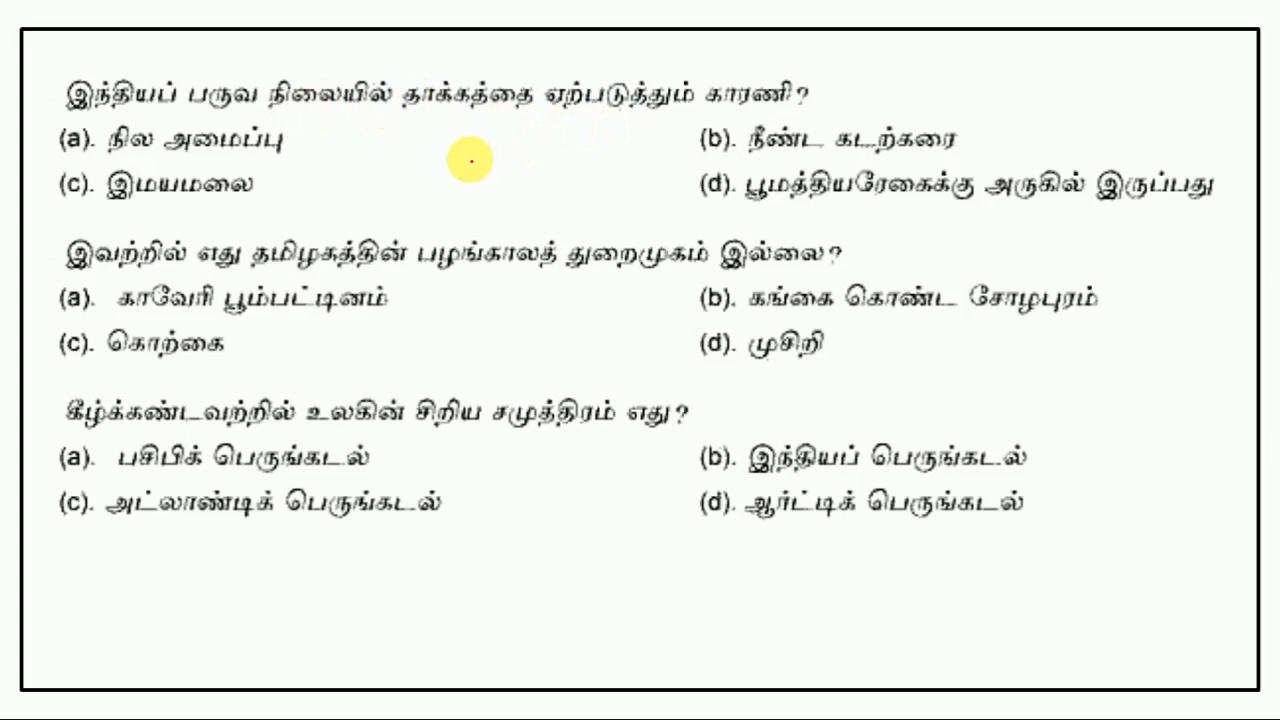 இந்தியப் பருவ நிலையில் தாக்கத்தை ஏற்படுத்தும் காரணி?
(a). நில அமைப்பு (b). நீண்ட கடற்கரை
(c). இமயமலை (d). பூமத்தியரேகைக்கு அருகில் இருப்பது
இவற்றில் எது தமிழகத்தின் பழங்காலத் துறைமுகம் இல்லை?
(a). காவேரி பூம்பட்டினம் (b). கங்கை கொண்ட சோழபுரம்
(c). கொற்கை (d). முசிறி
கீழ்க்கண்டவற்றில் உலகின் சிறிய சமுத்திரம் எது?
(a). பசிபிக் பெருங்கடல் (b). இந்தியப் பெருங்கடல்
(c). அட்லாண்டிக் பெருங்கடல் (d). ஆர்ட்டிக் பெருங்கடல்